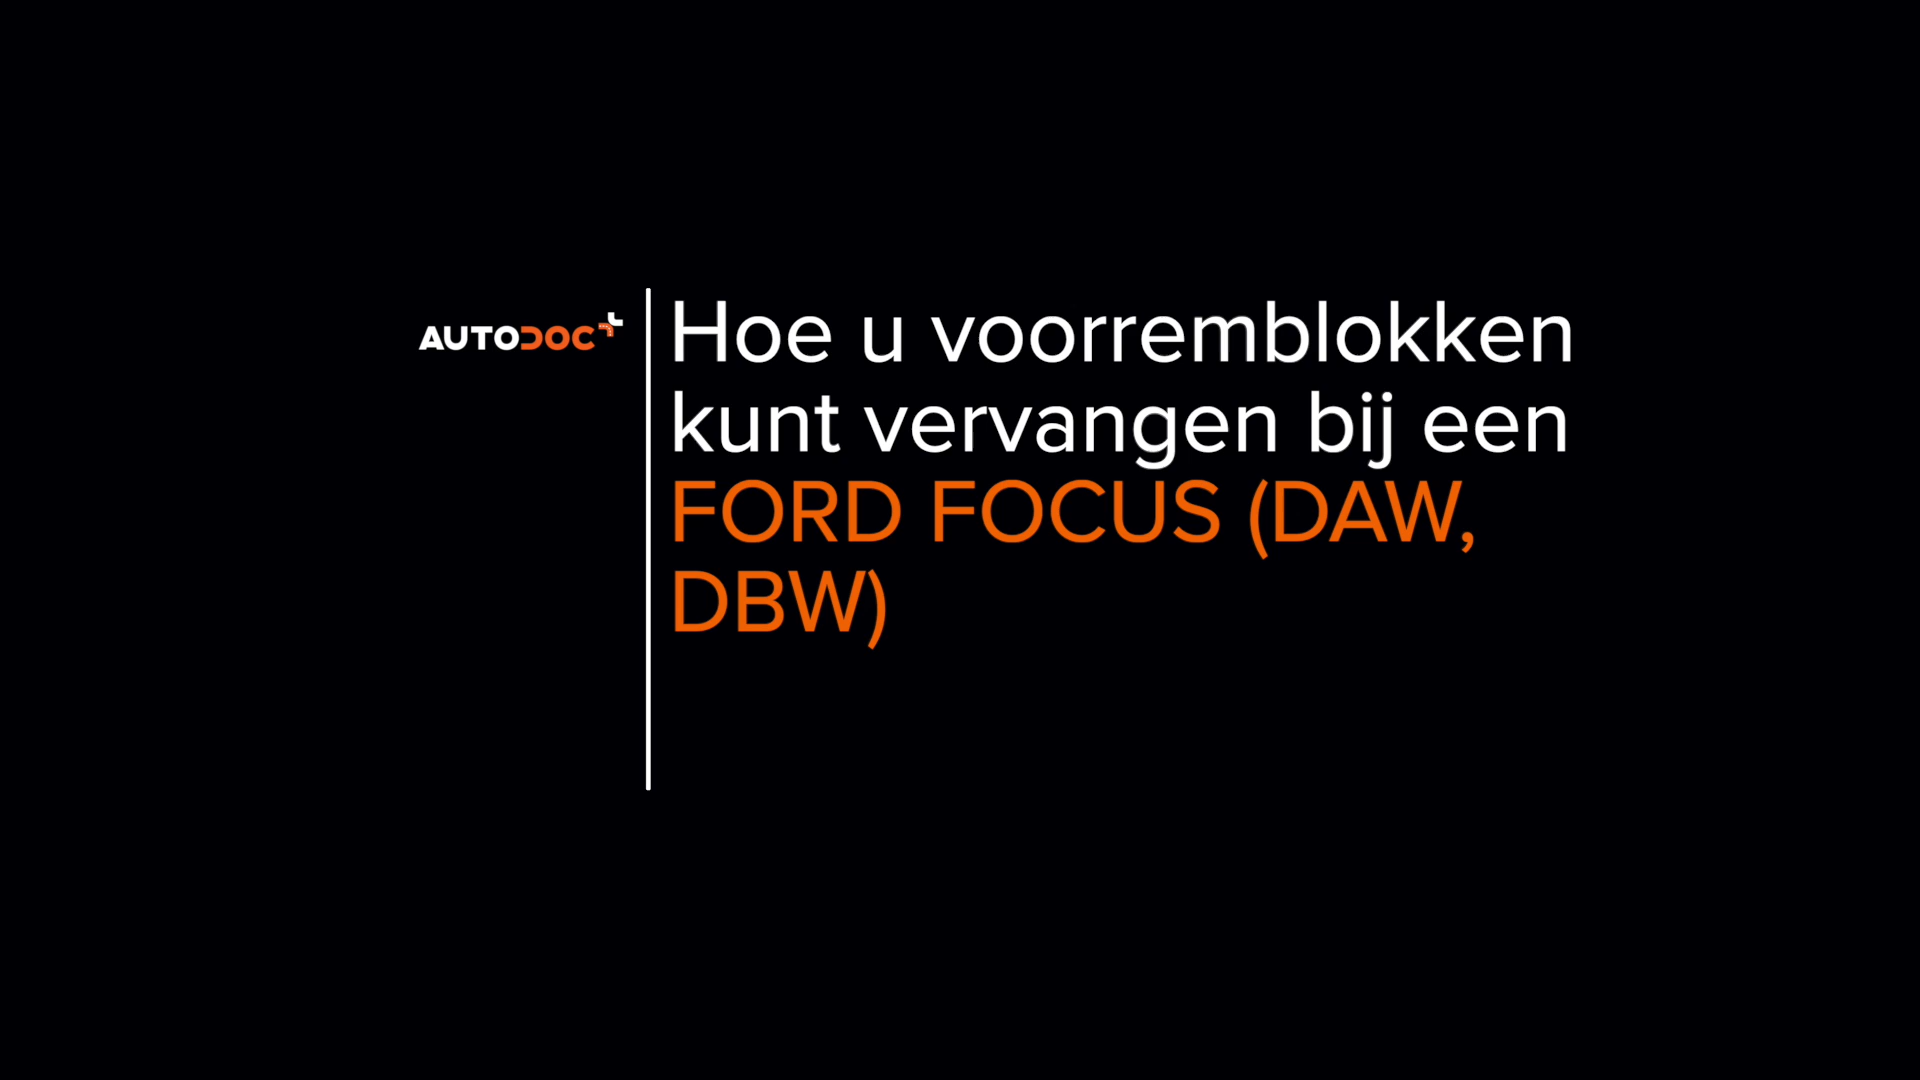 AUTODOC
Hoe u voorremblokken
kunt vervangen bij een
FORD FOCUS (DAW,
DBW)